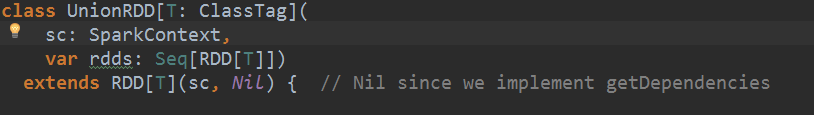 class UnionRDD[T: ClassTag](
    sc: SparkContext,
    var rdds: Seq[RDD[T]])
  extends RDD[T](sc, Nil) {  // Nil since we implement getDependencies